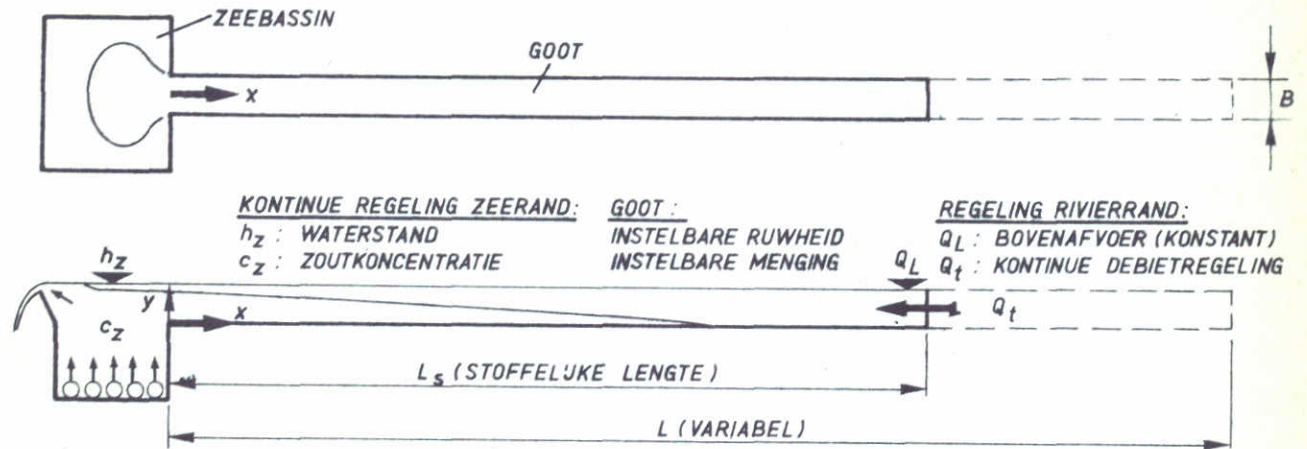 ZEEBASSIN
GOOT
x
B
KONTINUE REGELING ZEERAND:
h_z : WATERSTAND
c_z : ZOUTKONCENTRATIE
GOOT :
INSTELBARE RUWHEID
INSTELBARE MENGING
REGELING RIVIERRAND:
Q_L : BOVENAFVOER (KONSTANT)
Q_t : KONTINUE DEBIETREGELING
h_z
Q_L
y
x
Q_t
c_z
L_s (STOFFELIJKE LENGTE)
L (VARIABEL)